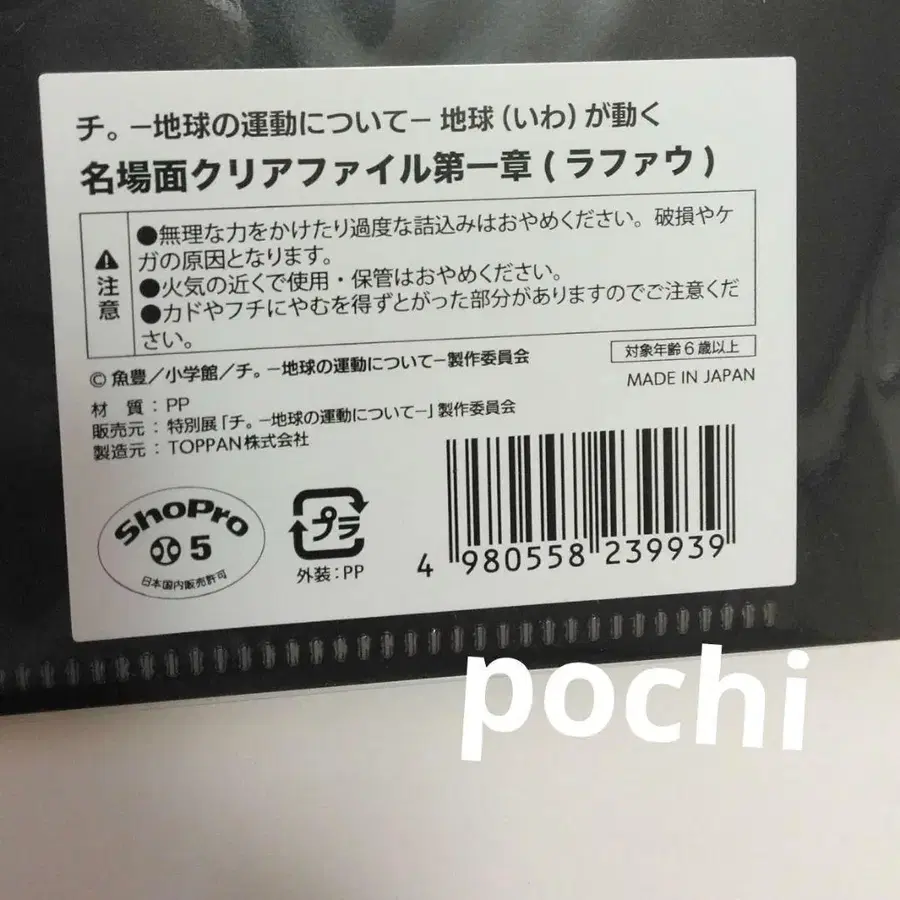 チ。－地球の運動について－ 地球（いわ）が動く
名場面クリアファイル第一章（ラファウ）
注意
●無理な力をかけたり過度な詰込みはおやめください。破損やケ
ガの原因となります。
●火気の近くで使用・保管はおやめください。
●カドやフチにやむを得ずとがった部分がありますのでご注意くだ
さい。
© 魚豊／小学館／チ。－地球の運動について－製作委員会
対象年齢6歳以上
MADE IN JAPAN
材　質：PP
販売元：特別展「チ。－地球の運動について－」製作委員会
製造元：TOPPAN株式会社
ShoPro
5
日本国内販売許可
プラ
外装：PP
4 980558 239939
pochi